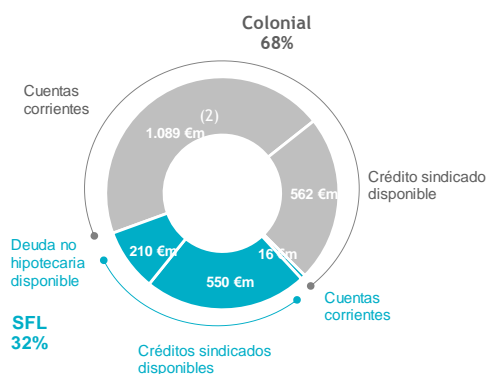 Colonial
68%
Cuentas
corrientes
(2)
1.089 €m
562 €m
Crédito sindicado
disponible
Deuda no
hipotecaria
disponible
210 €m
16 €m
550 €m
Cuentas
corrientes
SFL
32%
Créditos sindicados
disponibles